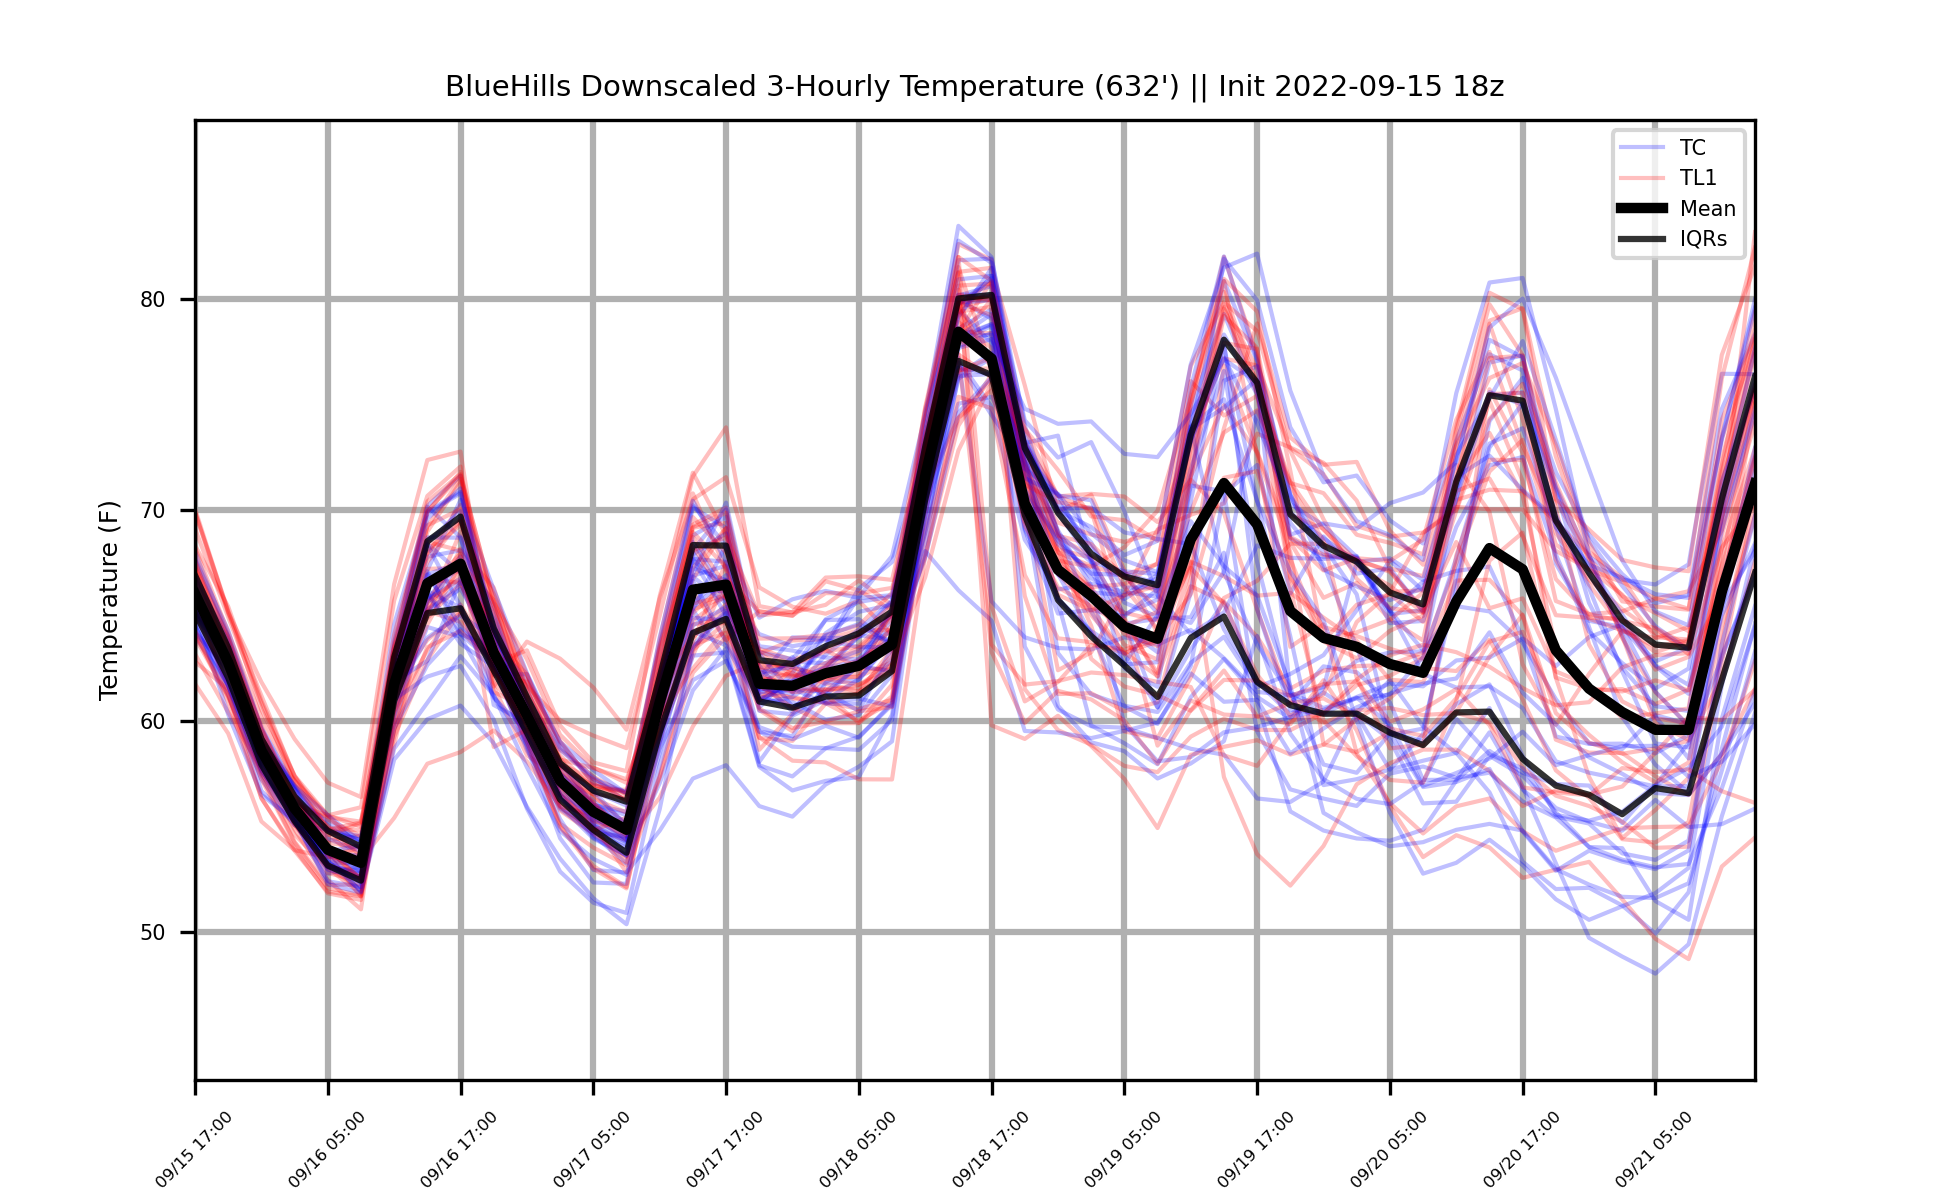 BlueHills Downscaled 3-Hourly Temperature (632') || Init 2022-09-15 18z
TC
TL1
Mean
IQRs
Temperature (F)
80
70
60
50
09/15 17:00
09/16 05:00
09/16 17:00
09/17 05:00
09/17 17:00
09/18 05:00
09/18 17:00
09/19 05:00
09/19 17:00
09/20 05:00
09/20 17:00
09/21 05:00